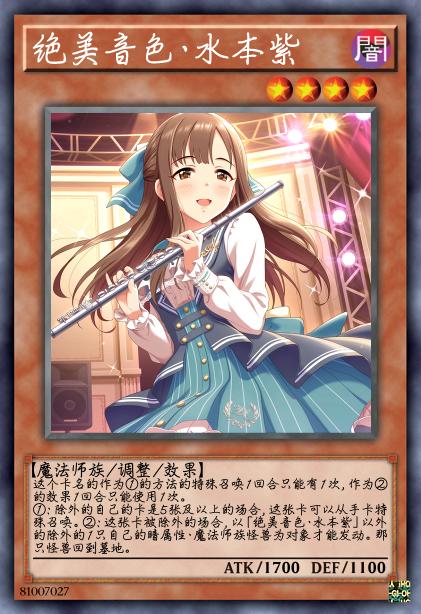 绝美音色·水本紫
闇
【魔法师族/调整/效果】
这个卡名的作为①的方法的特殊召唤1回合只能有1次，作为②
的效果1回合只能使用1次。
①：除外的自己的卡是5张及以上的场合，这张卡可以从手卡特
殊召唤。②：这张卡被除外的场合，以「绝美音色·水本紫」以外
的除外的1只自己的暗属性·魔法师族怪兽为对象才能发动。那
只怪兽回到墓地。
ATK/1700 DEF/1100
81007027